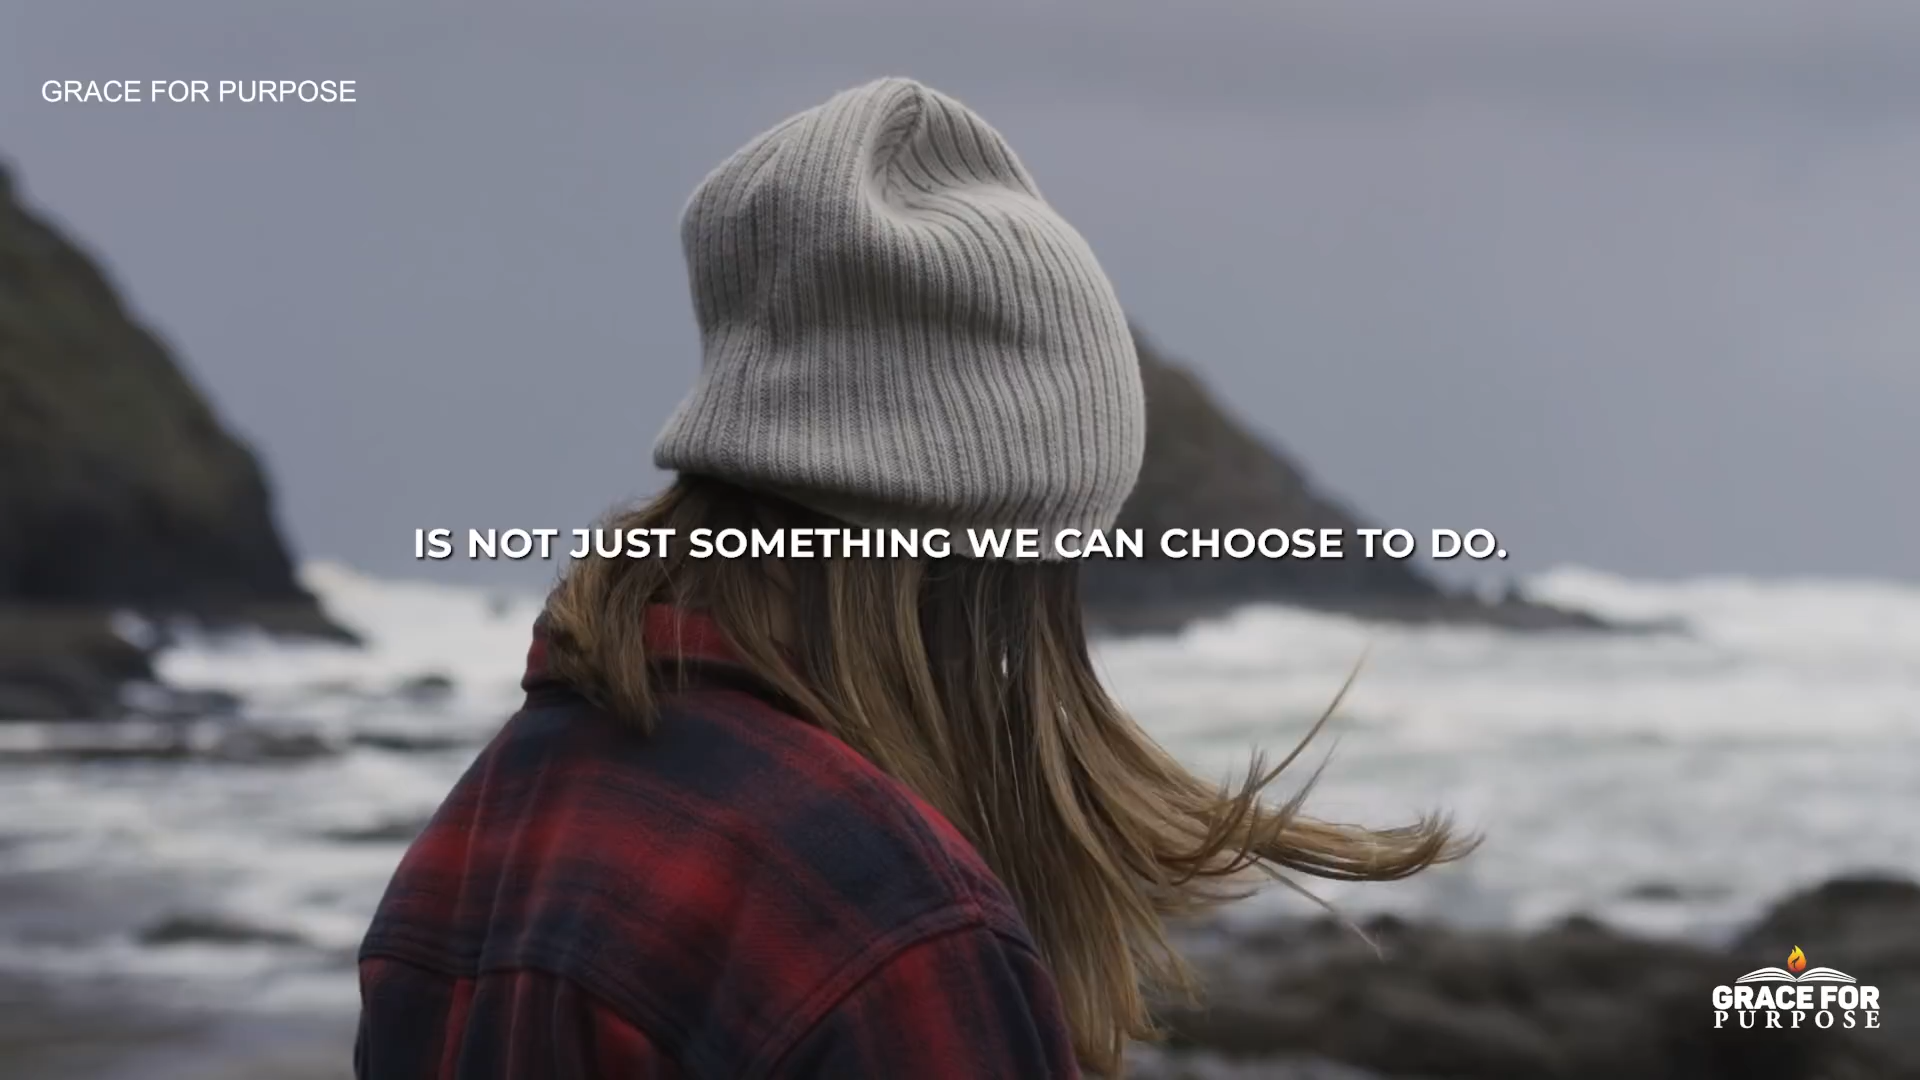 GRACE FOR PURPOSE
IS NOT JUST SOMETHING WE CAN CHOOSE TO DO.
GRACE FOR
PURPOSE